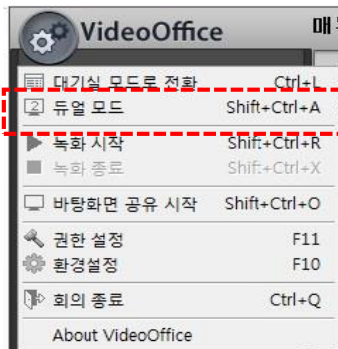 VideoOffice
대기실 모드로 전환 Ctrl+L
2 듀얼 모드 Shift+Ctrl+A
녹화 시작 Shift+Ctrl+R
녹화 종료 Shift+Ctrl+X
바탕화면 공유 시작 Shift+Ctrl+O
권한 설정 F11
환경설정 F10
회의 종료 Ctrl+Q
About VideoOffice